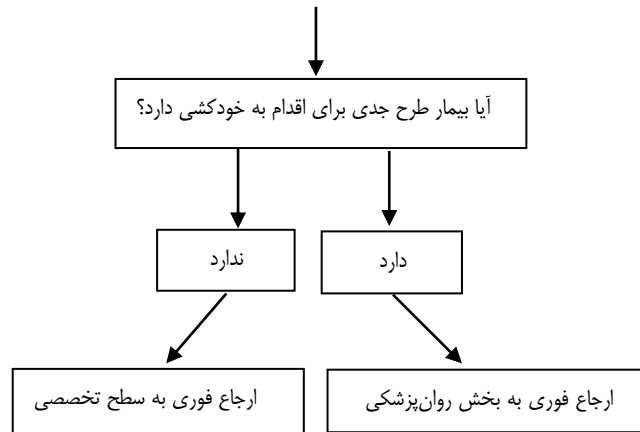 آیا بیمار طرح جدی برای اقدام به خودکشی دارد؟
دارد
ندارد
ارجاع فوری به بخش روان‌پزشکی
ارجاع فوری به سطح تخصصی